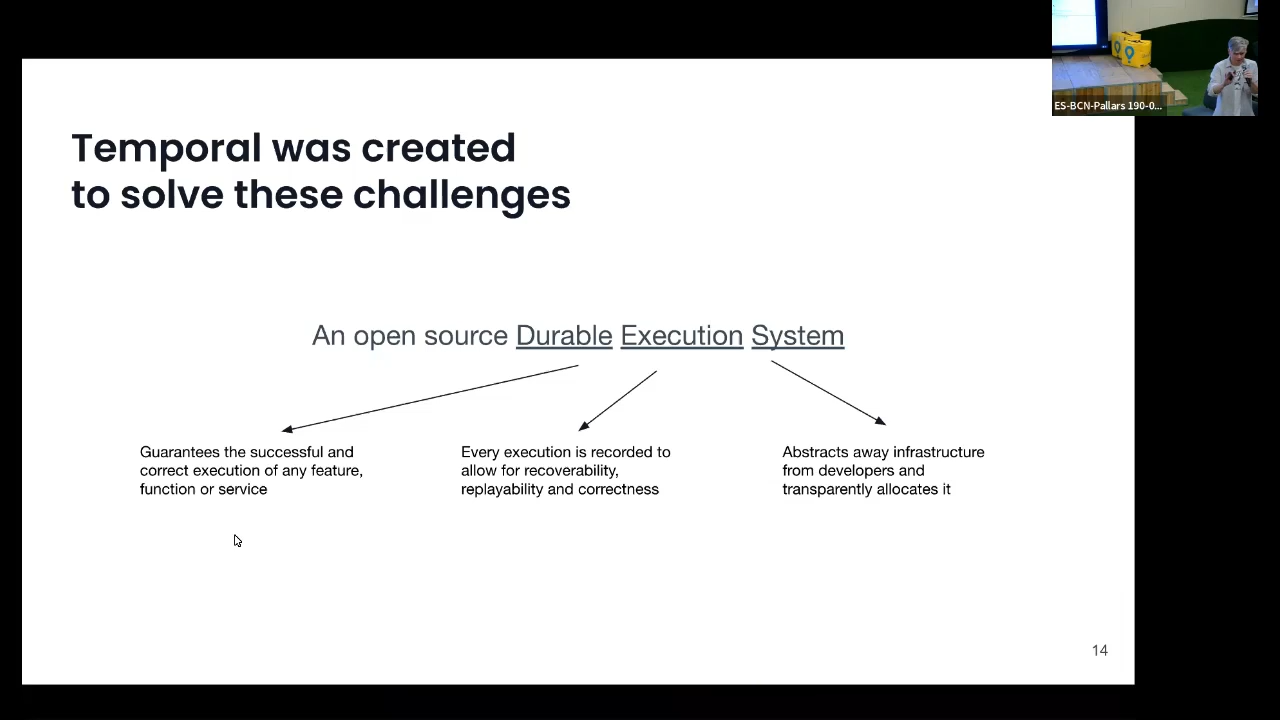 Temporal was created
to solve these challenges
An open source Durable Execution System
Guarantees the successful and
correct execution of any feature,
function or service
Every execution is recorded to
allow for recoverability,
replayability and correctness
Abstracts away infrastructure
from developers and
transparently allocates it
14
ES-BCN-Pallars 190-0...